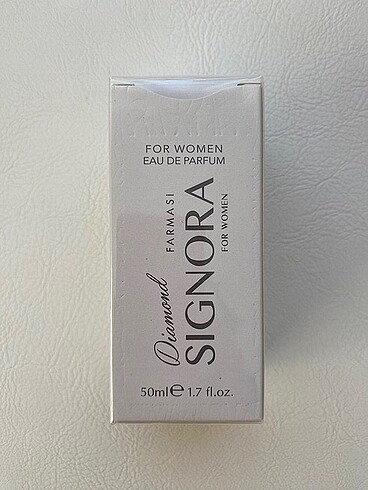 FOR WOMEN
EAU DE PARFUM
Diamond
FARMASI
SIGNORA
FOR WOMEN
50ml℮ 1.7 fl.oz.